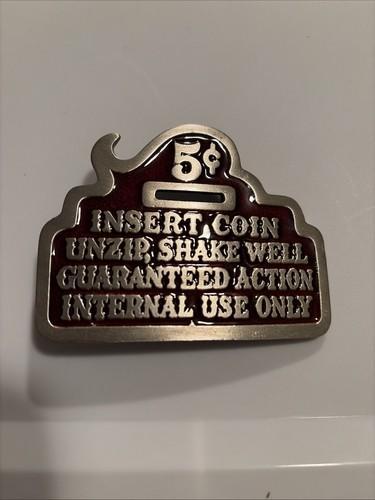 5¢
INSERT COIN
UNZIP, SHAKE WELL
GUARANTEED ACTION
INTERNAL USE ONLY